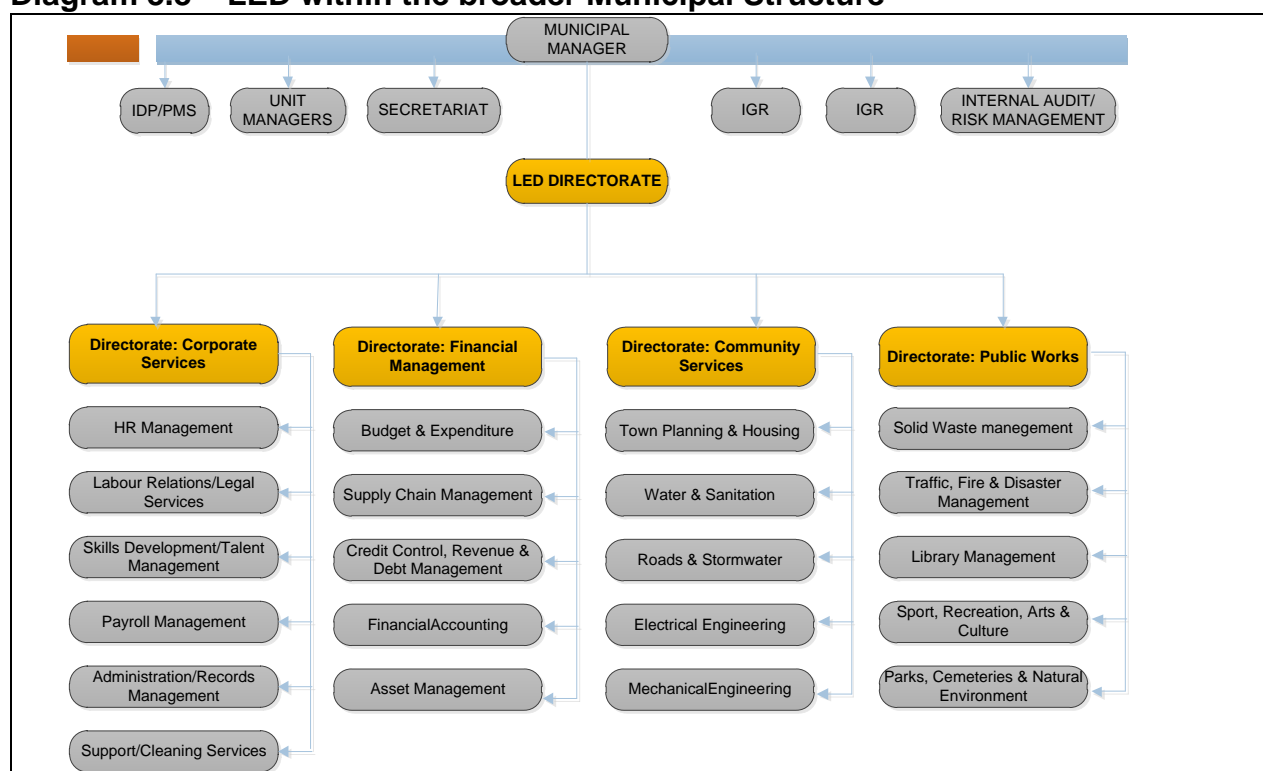 Diagram – LED within the broader Municipal Structure
MUNICIPAL
MANAGER
IDP/PMS
UNIT
MANAGERS
SECRETARIAT
IGR
IGR
INTERNAL AUDIT/
RISK MANAGEMENT
LED DIRECTORATE
Directorate: Corporate
Services
HR Management
Labour Relations/Legal
Services
Skills Development/Talent
Management
Payroll Management
Administration/Records
Management
Support/Cleaning Services
Directorate: Financial
Management
Budget & Expenditure
Supply Chain Management
Credit Control, Revenue &
Debt Management
FinancialAccounting
Asset Management
Directorate: Community
Services
Town Planning & Housing
Water & Sanitation
Roads & Stormwater
Electrical Engineering
MechanicalEngineering
Directorate: Public Works
Solid Waste manegement
Traffic, Fire & Disaster
Management
Library Management
Sport, Recreation, Arts &
Culture
Parks, Cemeteries & Natural
Environment